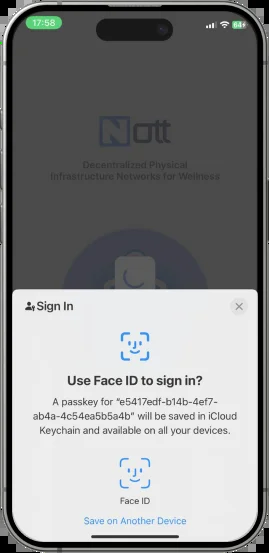 17:58
64
Nott
Decentralized Physical
Infrastructure Networks for Wellness
Sign In
Use Face ID to sign in?
A passkey for “e5417edf-b14b-4ef7-
ab4a-4c54ea5b5a4b” will be saved in iCloud
Keychain and available on all your devices.
Face ID
Save on Another Device